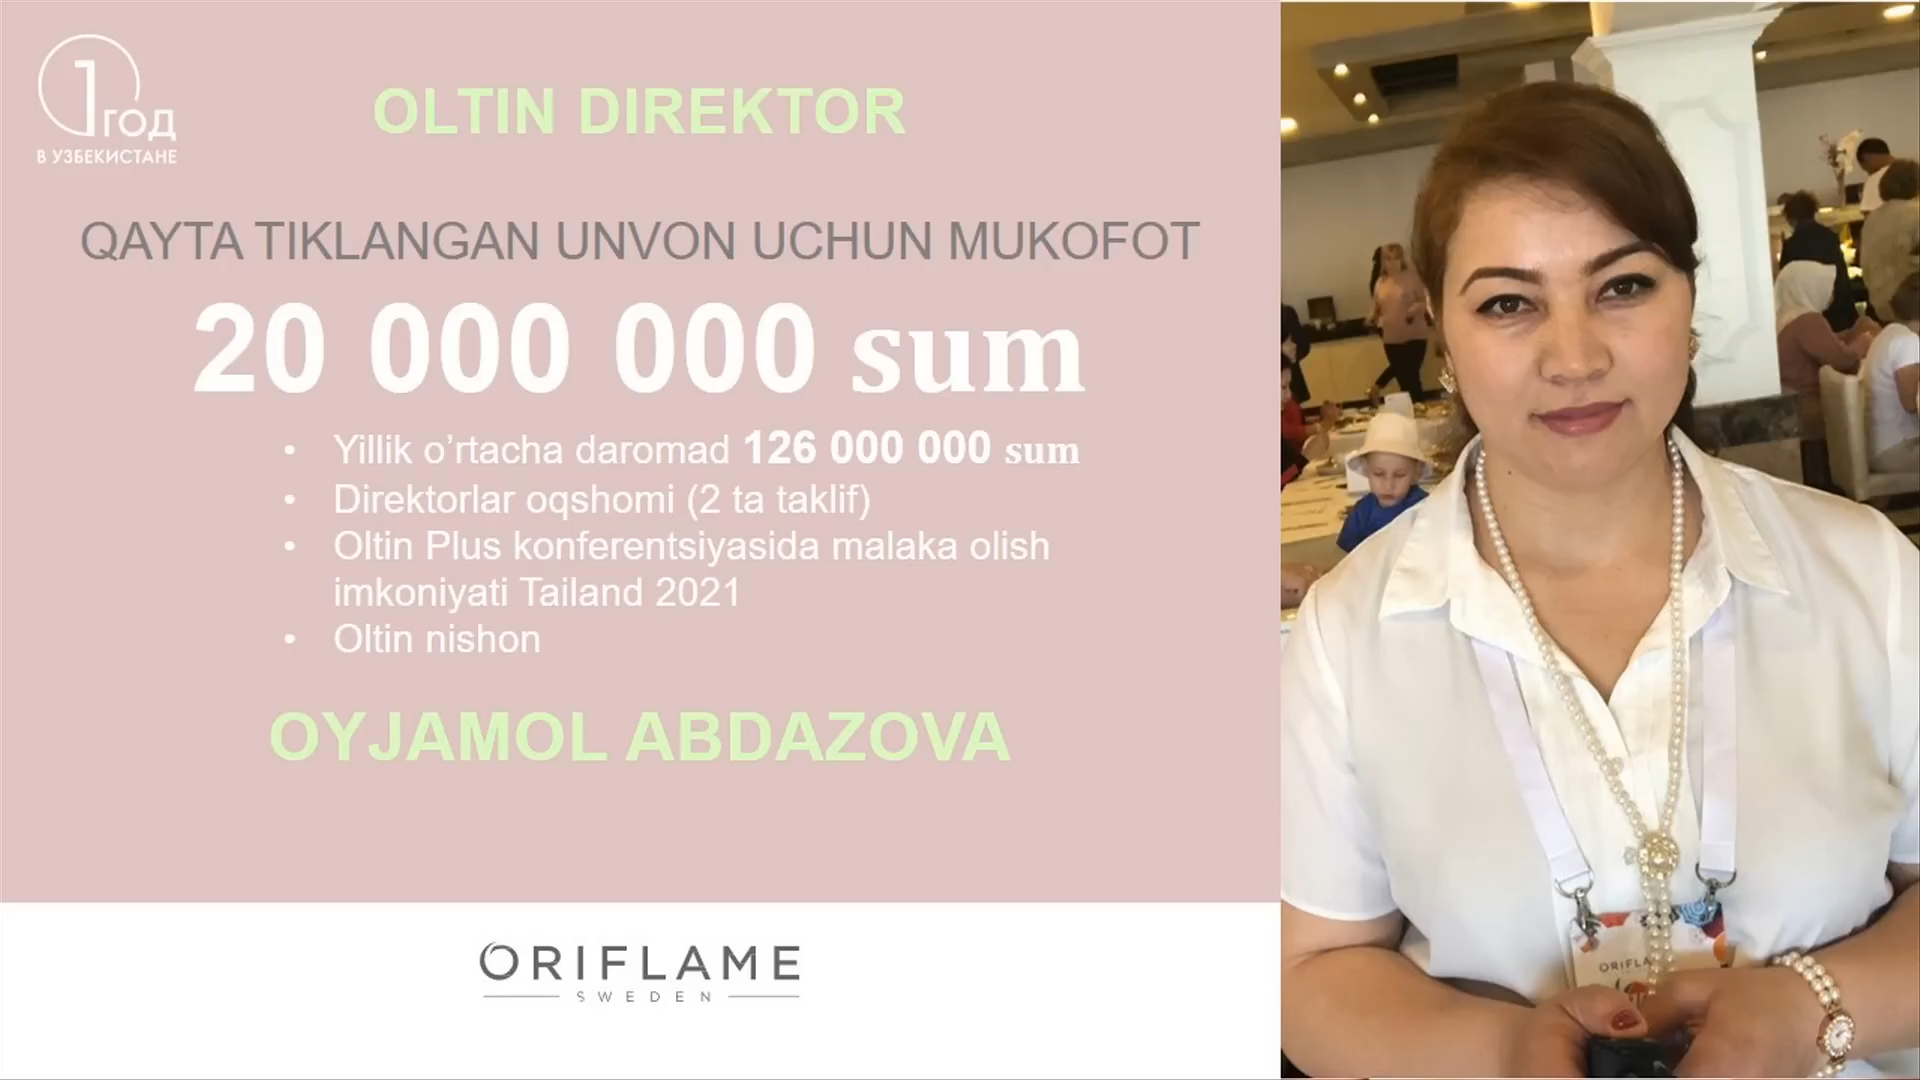 1 год
В УЗБЕКИСТАНЕ
OLTIN DIREKTOR
QAYTA TIKLANGAN UNVON UCHUN MUKOFOT
20 000 000 sum
• Yillik o’rtacha daromad 126 000 000 sum
• Direktorlar oqshomi (2 ta taklif)
• Oltin Plus konferentsiyasida malaka olish
imkoniyati Tailand 2021
• Oltin nishon
OYJAMOL ABDAZOVA
ORIFLAME
SWEDEN